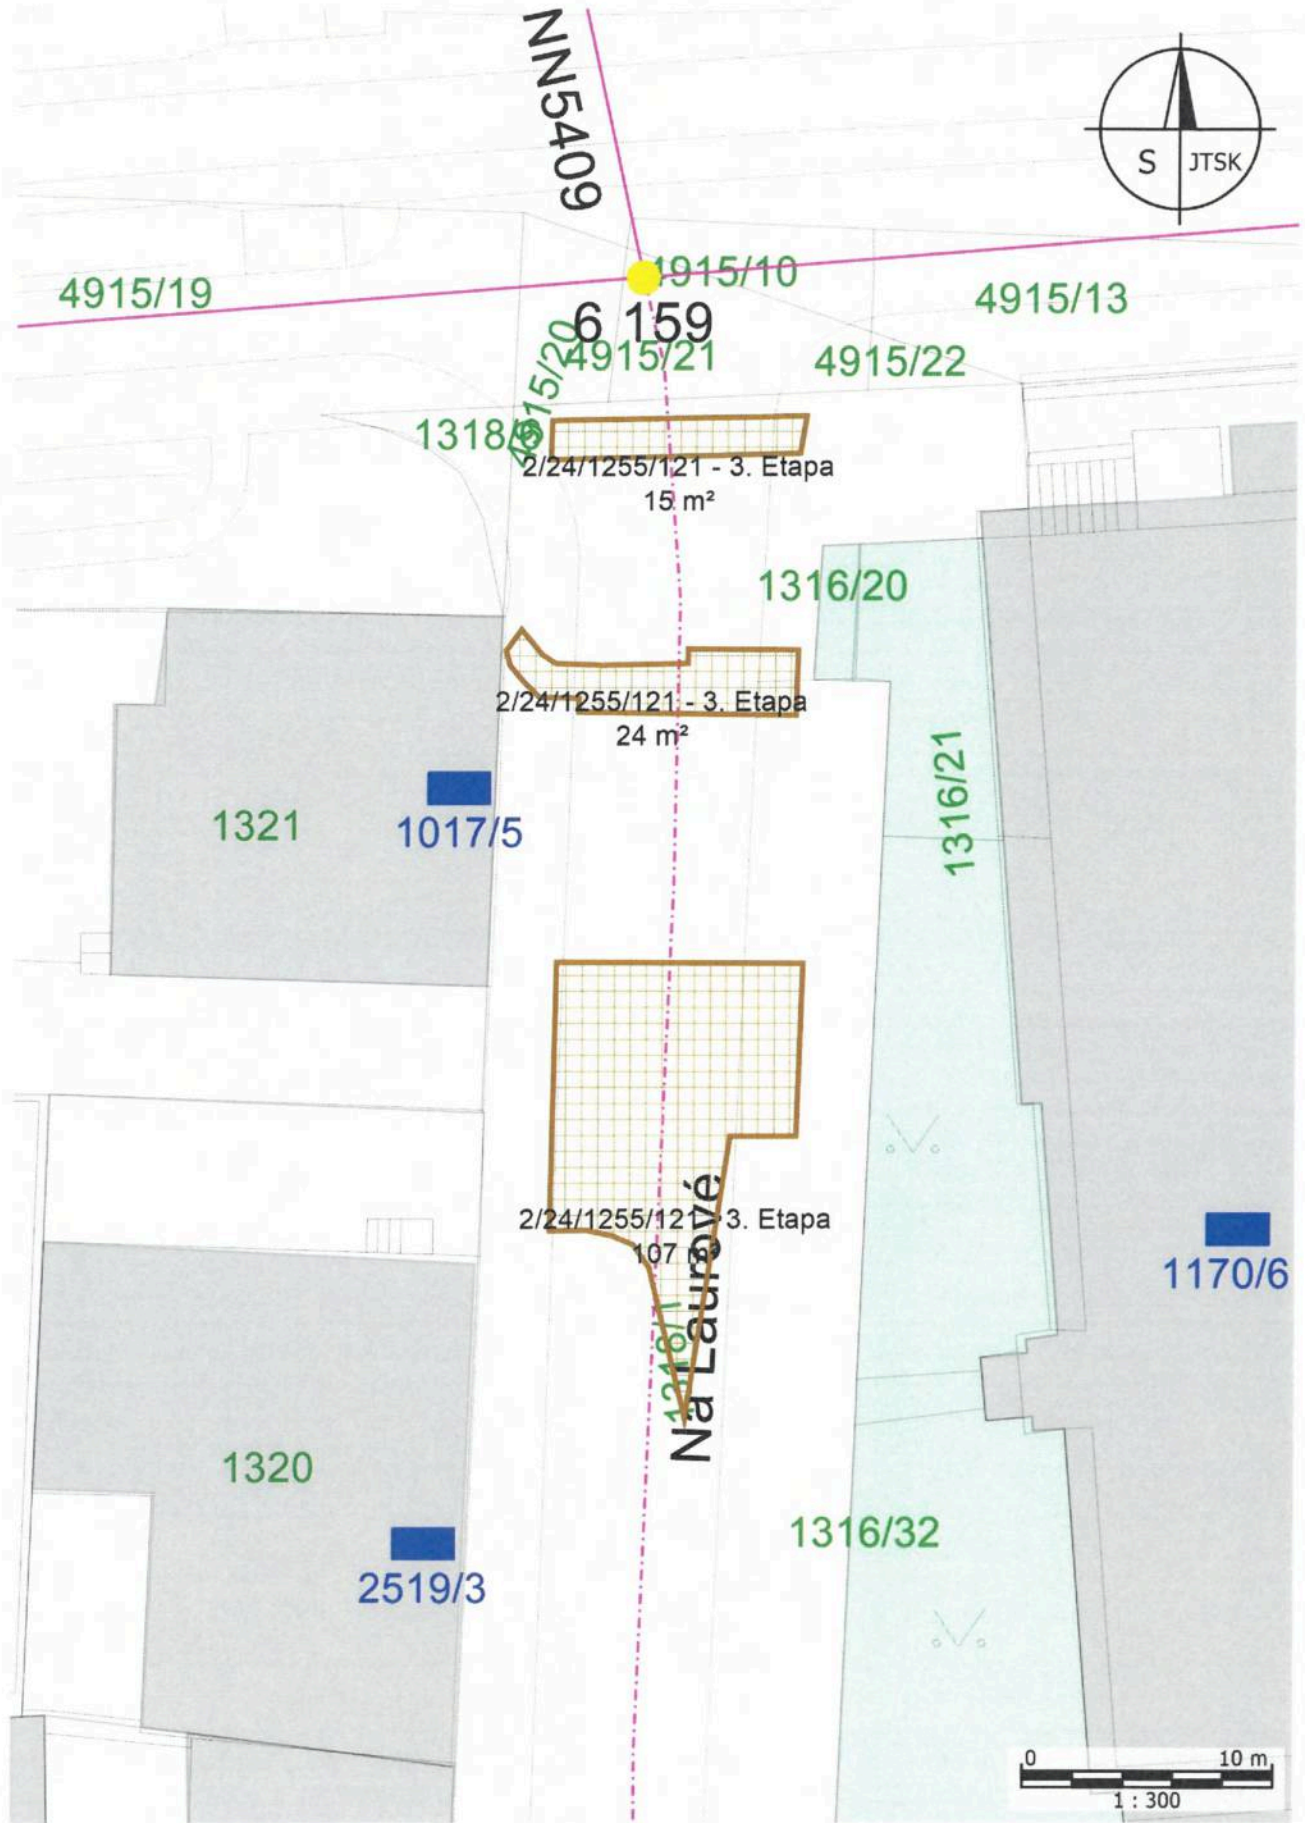 NN5409
S JTSK
4915/19
4915/10
4915/13
6 159
4915/20
4915/21
4915/22
1318/9
2/24/1255/121 - 3. Etapa
15 m²
1316/20
2/24/1255/121 - 3. Etapa
24 m²
1316/21
1321
1017/5
2/24/1255/121 - 3. Etapa
107 m²
1170/6
1318/1
Na Laurové
1320
1316/32
2519/3
0 10 m
1 : 300